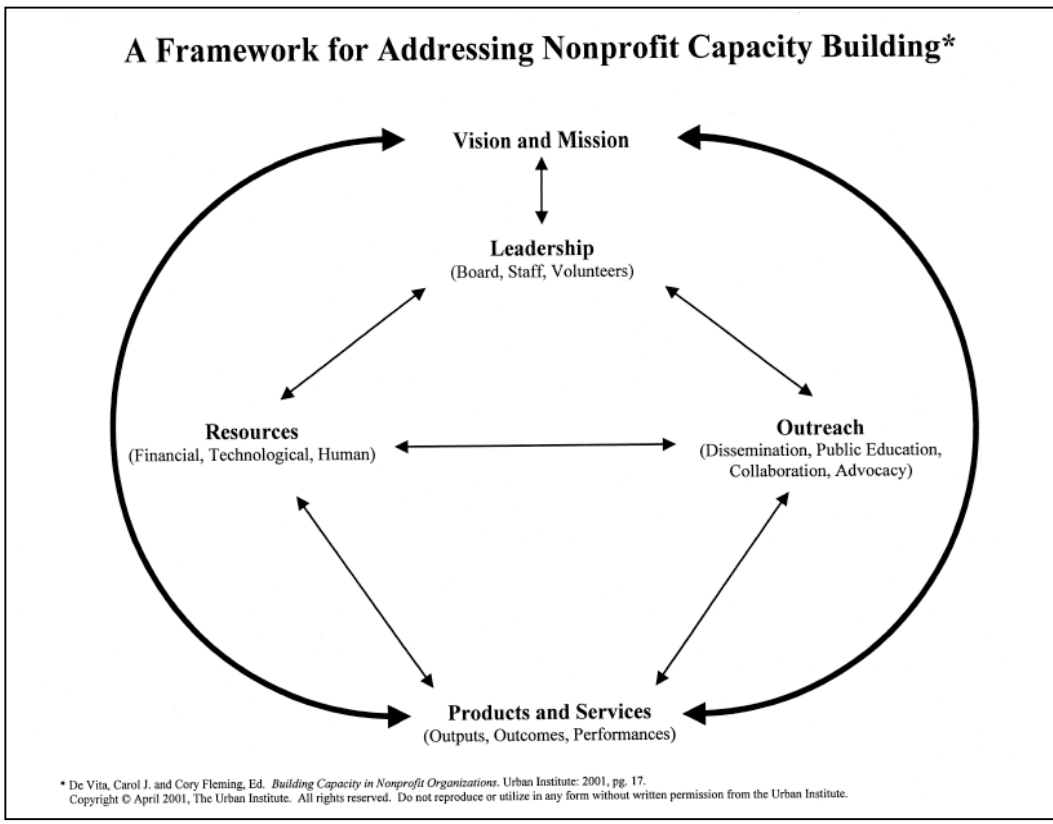 A Framework for Addressing Nonprofit Capacity Building*
Vision and Mission
Leadership
(Board, Staff, Volunteers)
Resources
(Financial, Technological, Human)
Outreach
(Dissemination, Public Education,
Collaboration, Advocacy)
Products and Services
(Outputs, Outcomes, Performances)
* De Vita, Carol J. and Cory Fleming, Ed. Building Capacity in Nonprofit Organizations. Urban Institute: 2001, pg. 17.
Copyright © April 2001, The Urban Institute. All rights reserved. Do not reproduce or utilize in any form without written permission from the Urban Institute.